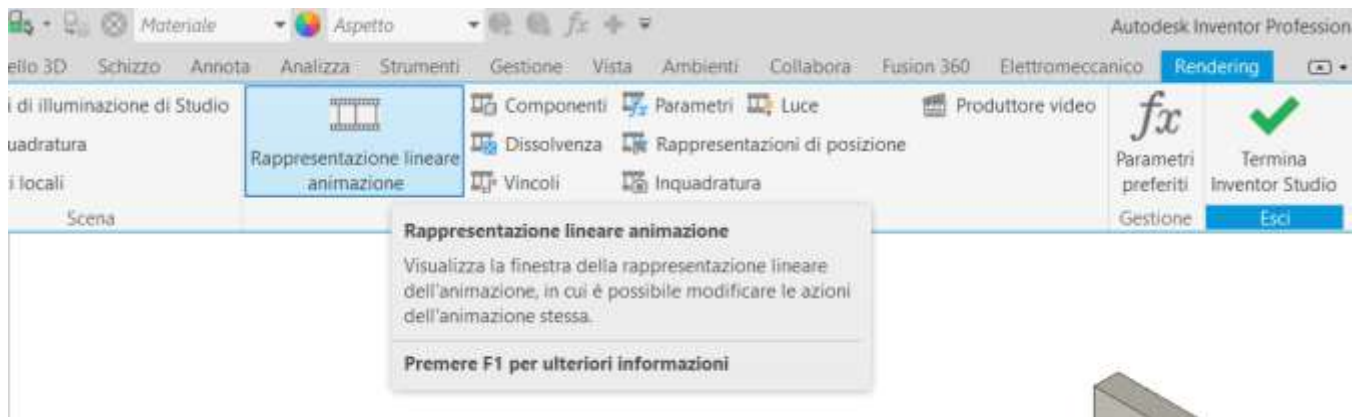 Materiale Aspetto Autodesk Inventor Profession
ello 3D Schizzo Annota Analizza Strumenti Gestione Vista Ambienti Collabora Fusion 360 Elettromeccanico Rendering
i di illuminazione di Studio
uadratura
i locali
Scena
Rappresentazione lineare
animazione
Componenti Parametri Luce Produttore video
Dissolvenza Rappresentazioni di posizione
Vincoli Inquadratura
fx
Parametri
preferiti
Gestione
Termina
Inventor Studio
Esci
Rappresentazione lineare animazione
Visualizza la finestra della rappresentazione lineare
dell'animazione, in cui è possibile modificare le azioni
dell'animazione stessa.
Premere F1 per ulteriori informazioni